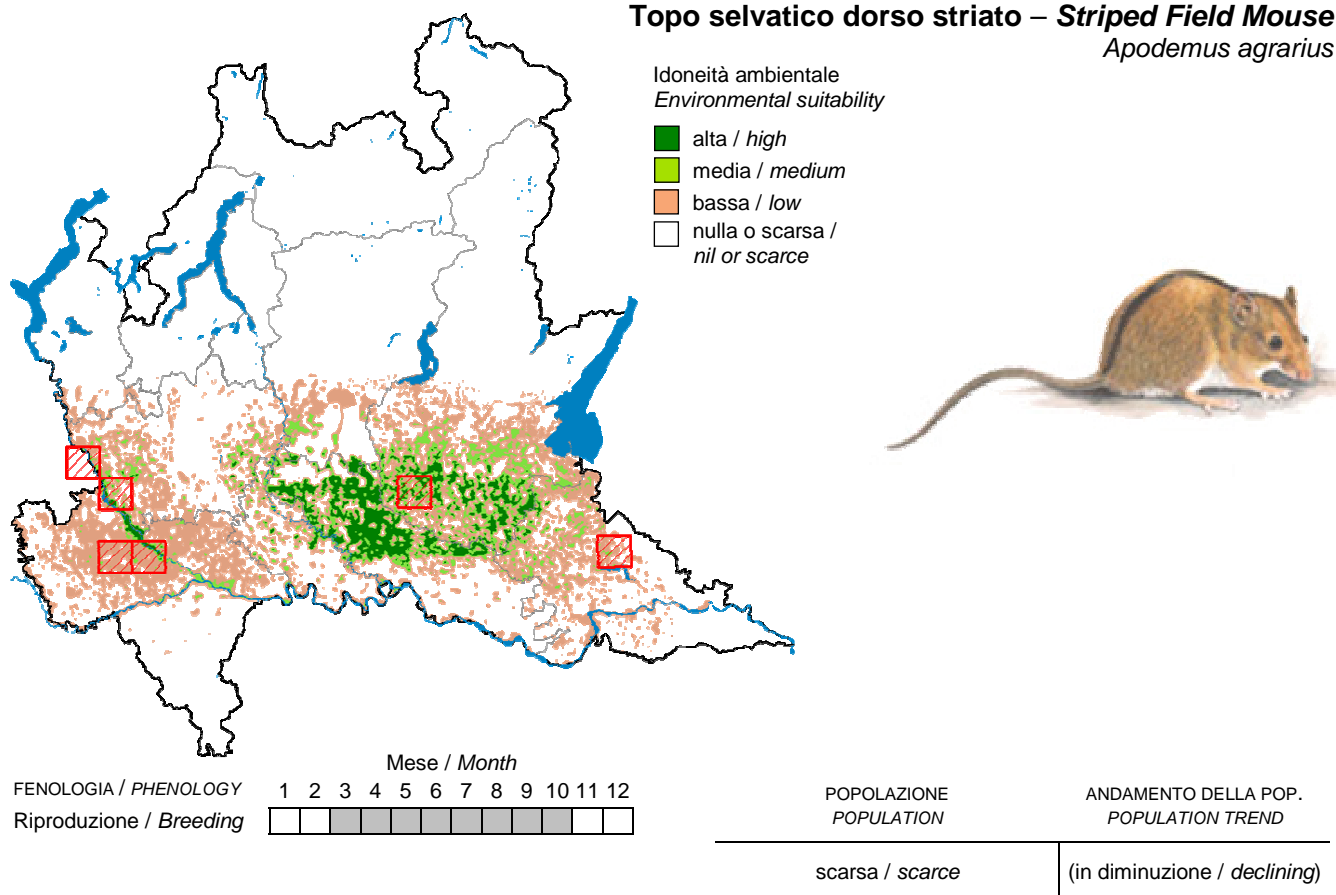 Topo selvatico dorso striato – Striped Field Mouse
Apodemus agrarius
Idoneità ambientale
Environmental suitability
alta / high
media / medium
bassa / low
nulla o scarsa /
nil or scarce
Mese / Month
FENOLOGIA / PHENOLOGY 1 2 3 4 5 6 7 8 9 10 11 12
Riproduzione / Breeding
POPOLAZIONE
POPULATION
ANDAMENTO DELLA POP.
POPULATION TREND
scarsa / scarce
(in diminuzione / declining)